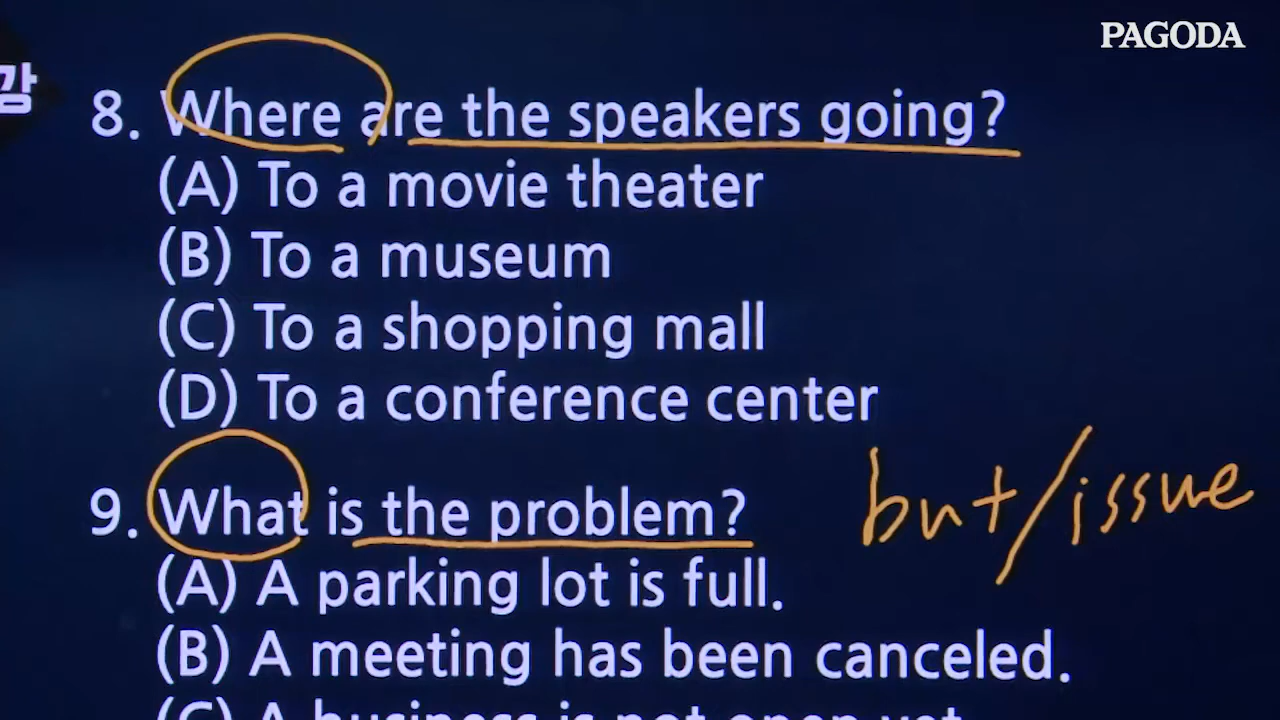 PAGODA
강
8. Where are the speakers going?
(A) To a movie theater
(B) To a museum
(C) To a shopping mall
(D) To a conference center
9. What is the problem?
but/issue
(A) A parking lot is full.
(B) A meeting has been canceled.
(C) A business is not open yet